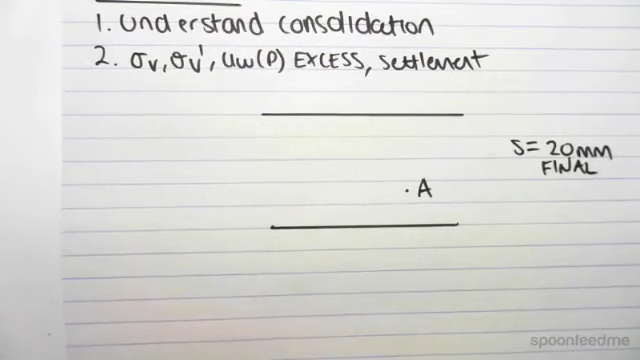 1. Understand consolidation
2. σv, σv', uw(p) EXCESS, settlement
S = 20mm
FINAL
· A
spoonfeedme